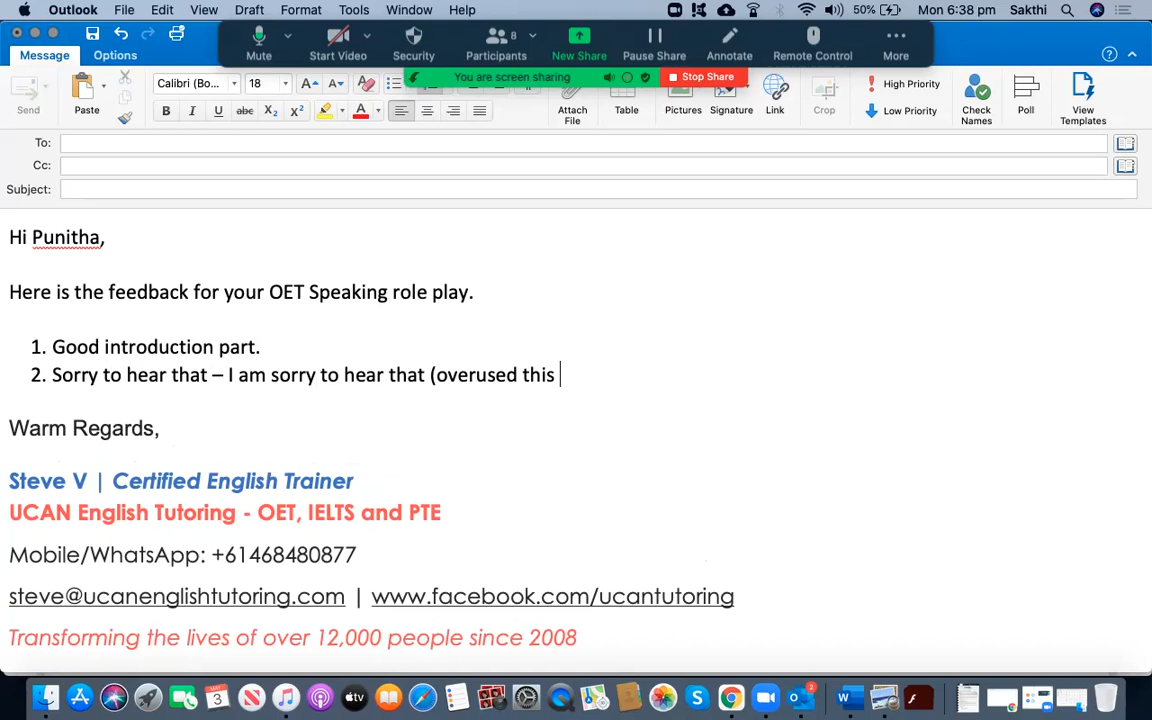 Outlook File Edit View Draft Format Tools Window Help 50% Mon 6:38 pm Sakthi
Mute Start Video Security 8 Participants New Share Pause Share Annotate Remote Control More
Message Options
You are screen sharing Stop Share
Send Paste Calibri (Bo... 18 A A B I U abc X2 X2 A Attach File Table Pictures Signature Link Crop High Priority Low Priority Check Names Poll View Templates
To:
Cc:
Subject:
Hi Punitha,
Here is the feedback for your OET Speaking role play.
1. Good introduction part.
2. Sorry to hear that – I am sorry to hear that (overused this
Warm Regards,
Steve V | Certified English Trainer
UCAN English Tutoring - OET, IELTS and PTE
Mobile/WhatsApp: +61468480877
steve@ucanenglishtutoring.com | www.facebook.com/ucantutoring
Transforming the lives of over 12,000 people since 2008